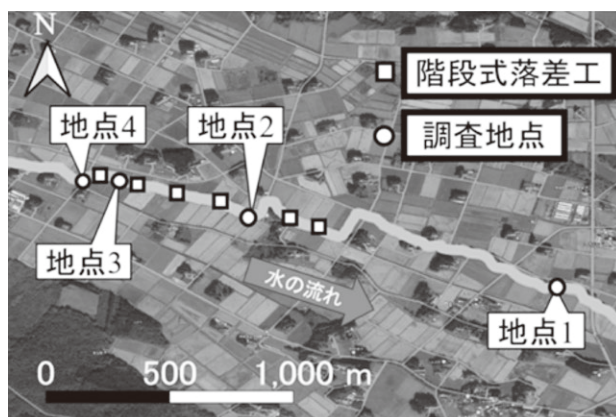 N
階段式落差工
調査地点
地点4
地点2
地点3
水の流れ
地点1
0 500 1,000 m